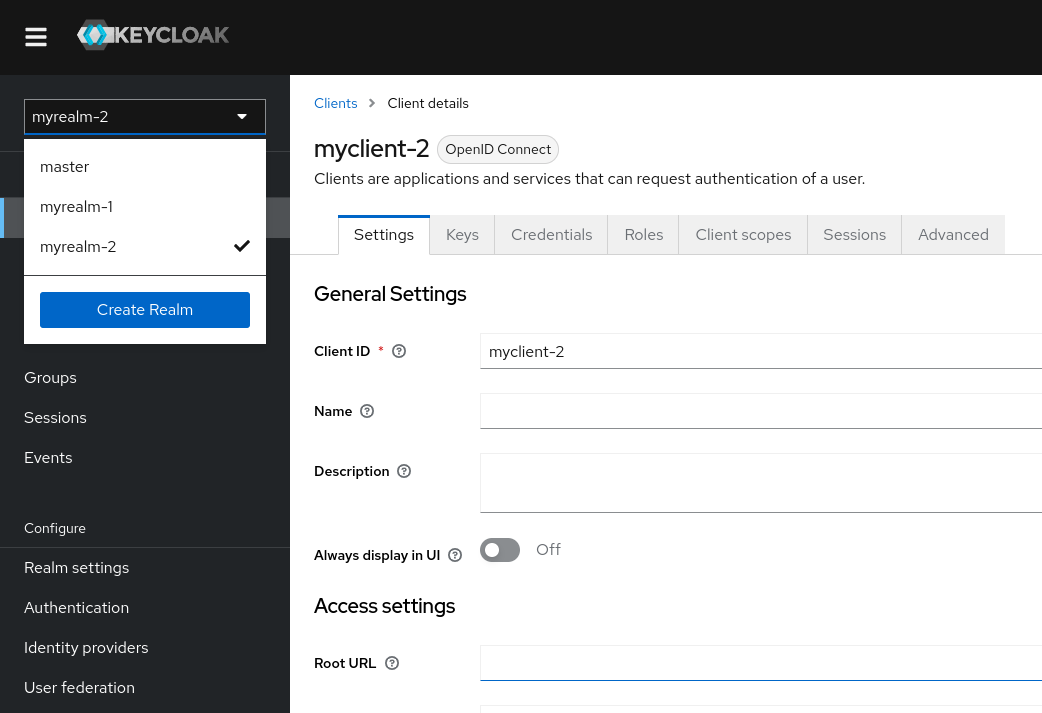 KEYCLOAK
myrealm-2
master
myrealm-1
myrealm-2
Create Realm
Groups
Sessions
Events
Configure
Realm settings
Authentication
Identity providers
User federation
Clients > Client details
myclient-2 OpenID Connect
Clients are applications and services that can request authentication of a user.
Settings Keys Credentials Roles Client scopes Sessions Advanced
General Settings
Client ID * myclient-2
Name
Description
Always display in UI Off
Access settings
Root URL